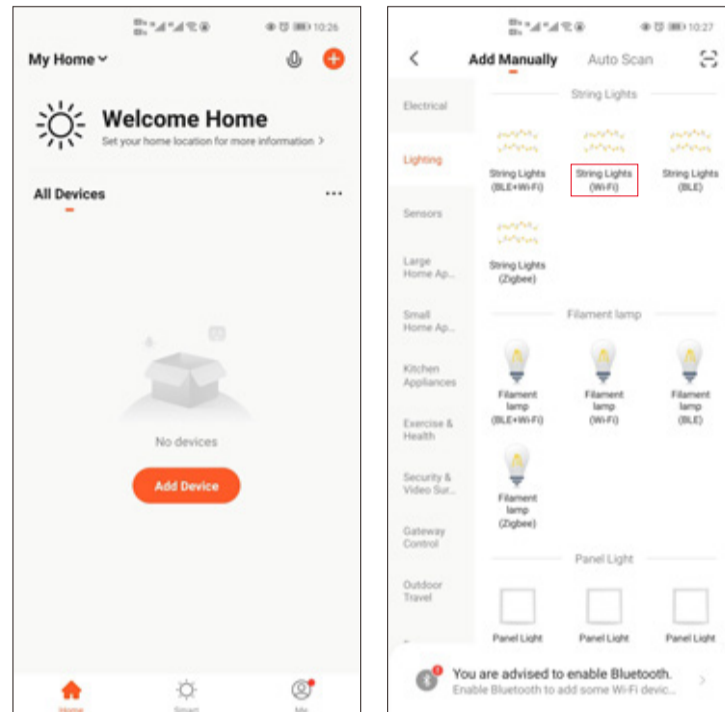 10:26
My Home
Welcome Home
Set your home location for more information >
All Devices
No devices
Add Device
Home
Smart
Me
10:27
Add Manually
Auto Scan
Electrical
Lighting
Sensors
Large
Home Ap...
Small
Home Ap...
Kitchen
Appliances
Exercise &
Health
Security &
Video Sur...
Gateway
Control
Outdoor
Travel
String Lights
String Lights
(BLE+Wi-Fi)
String Lights
(Wi-Fi)
String Lights
(BLE)
String Lights
(Zigbee)
Filament lamp
Filament
lamp
(BLE+Wi-Fi)
Filament
lamp
(Wi-Fi)
Filament
lamp
(BLE)
Filament
lamp
(Zigbee)
Panel Light
Panel Light
Panel Light
Panel Light
You are advised to enable Bluetooth.
Enable Bluetooth to add some Wi-Fi devic...